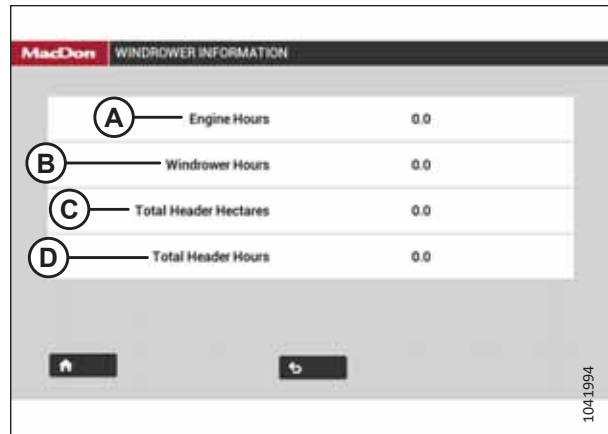 MacDon WINDROWER INFORMATION
A Engine Hours 0.0
B Windrower Hours 0.0
C Total Header Hectares 0.0
D Total Header Hours 0.0
1041994